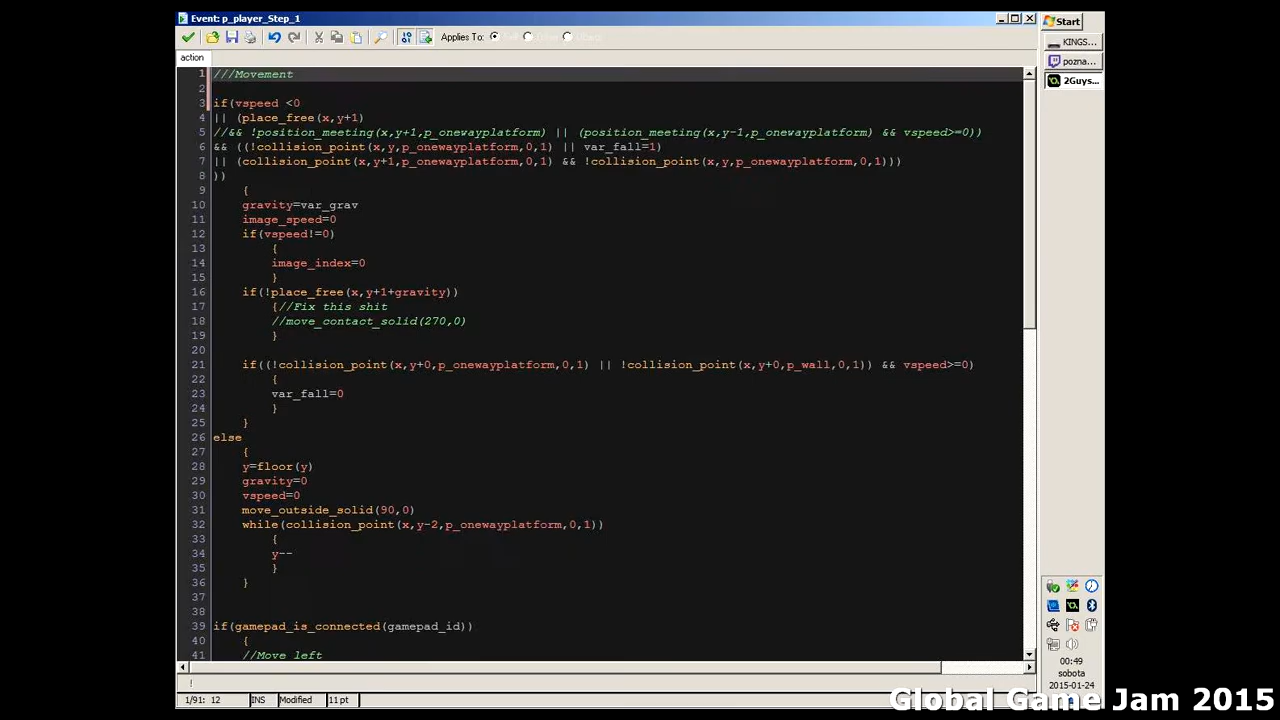 Event: p_player_Step_1
Applies To:
action
1 ///Movement
2
3 if(vspeed <0
4 || (place_free(x,y+1)
5 //&& !position_meeting(x,y+1,p_onewayplatform) || (position_meeting(x,y-1,p_onewayplatform) && vspeed>=0))
6 && ((!collision_point(x,y,p_onewayplatform,0,1) || var_fall=1)
7 || (collision_point(x,y+1,p_onewayplatform,0,1) && !collision_point(x,y,p_onewayplatform,0,1)))
8 ))
9 {
10 gravity=var_grav
11 image_speed=0
12 if(vspeed!=0)
13 {
14 image_index=0
15 }
16 if(!place_free(x,y+1+gravity))
17 {//Fix this shit
18 //move_contact_solid(270,0)
19 }
20
21 if((!collision_point(x,y+0,p_onewayplatform,0,1) || !collision_point(x,y+0,p_wall,0,1)) && vspeed>=0)
22 {
23 var_fall=0
24 }
25 }
26 else
27 {
28 y=floor(y)
29 gravity=0
30 vspeed=0
31 move_outside_solid(90,0)
32 while(collision_point(x,y-2,p_onewayplatform,0,1))
33 {
34 y--
35 }
36 }
37
38
39 if(gamepad_is_connected(gamepad_id))
40 {
41 //Move left
!
1/91: 12
INS
Modified
11 pt
Start
KINGS...
pozna...
2Guys...
00:49
sobota
2015-01-24
Global Game Jam 2015